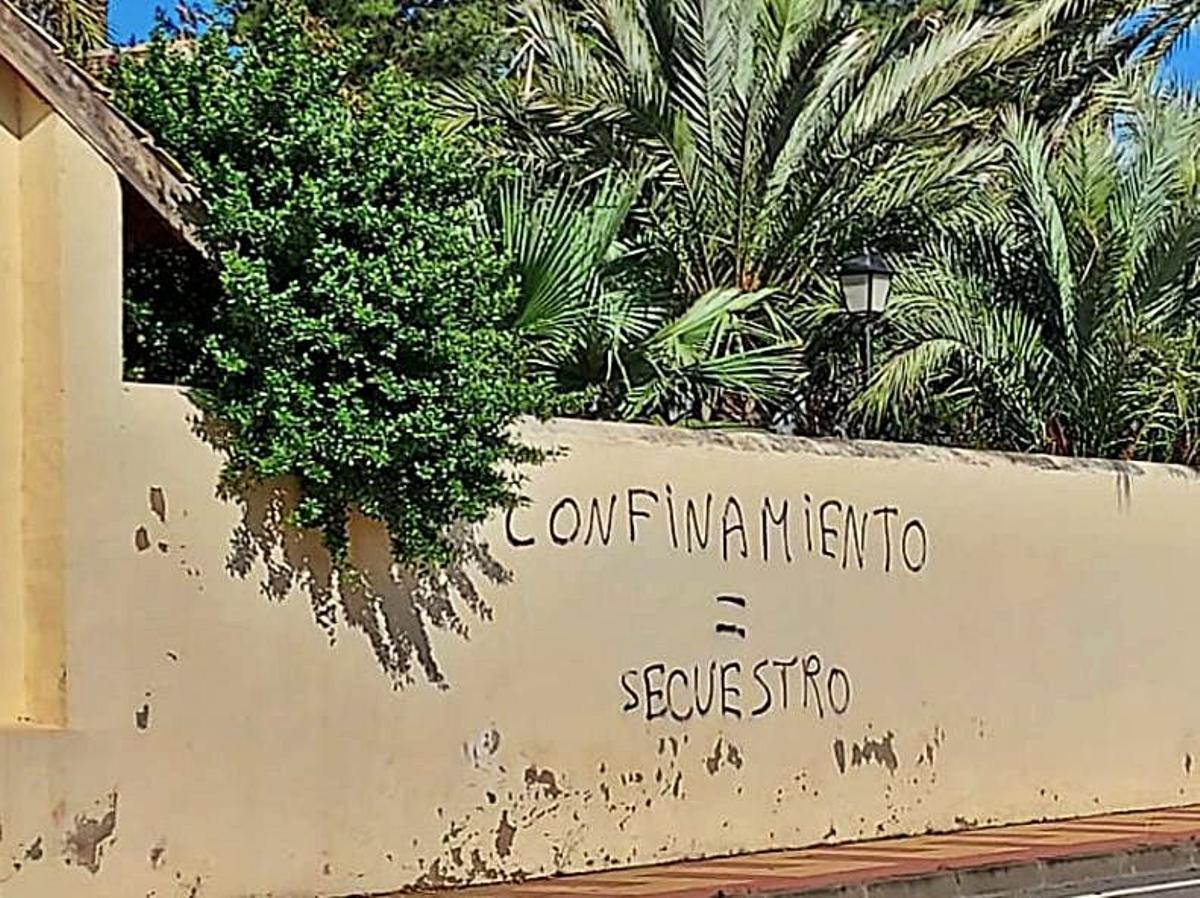 CONFiNAMiENTO
=
SECUESTRO